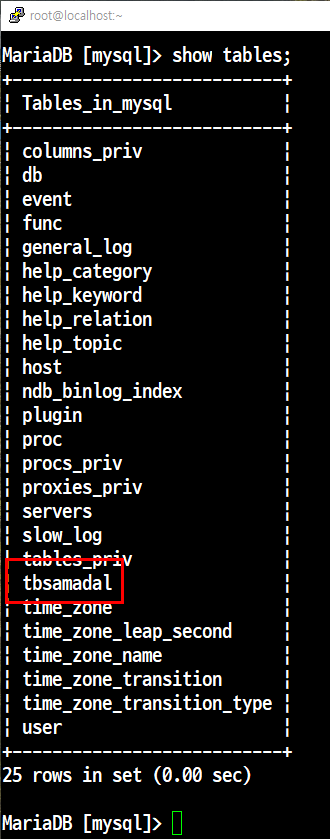 root@localhost:~
MariaDB [mysql]> show tables;
+---------------------------+
| Tables_in_mysql           |
+---------------------------+
| columns_priv              |
| db                        |
| event                     |
| func                      |
| general_log               |
| help_category             |
| help_keyword              |
| help_relation             |
| help_topic                |
| host                      |
| ndb_binlog_index          |
| plugin                    |
| proc                      |
| procs_priv                |
| proxies_priv              |
| servers                   |
| slow_log                  |
| tables_priv               |
| tbsamadal                 |
| time_zone                 |
| time_zone_leap_second     |
| time_zone_name            |
| time_zone_transition      |
| time_zone_transition_type |
| user                      |
+---------------------------+
25 rows in set (0.00 sec)
MariaDB [mysql]>